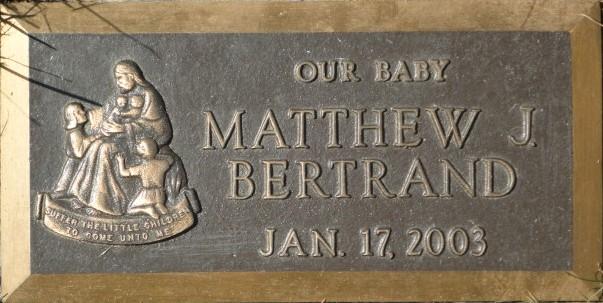 OUR BABY
MATTHEW J.
BERTRAND
JAN. 17, 2003
SUFFER THE LITTLE CHILDREN
TO COME UNTO ME